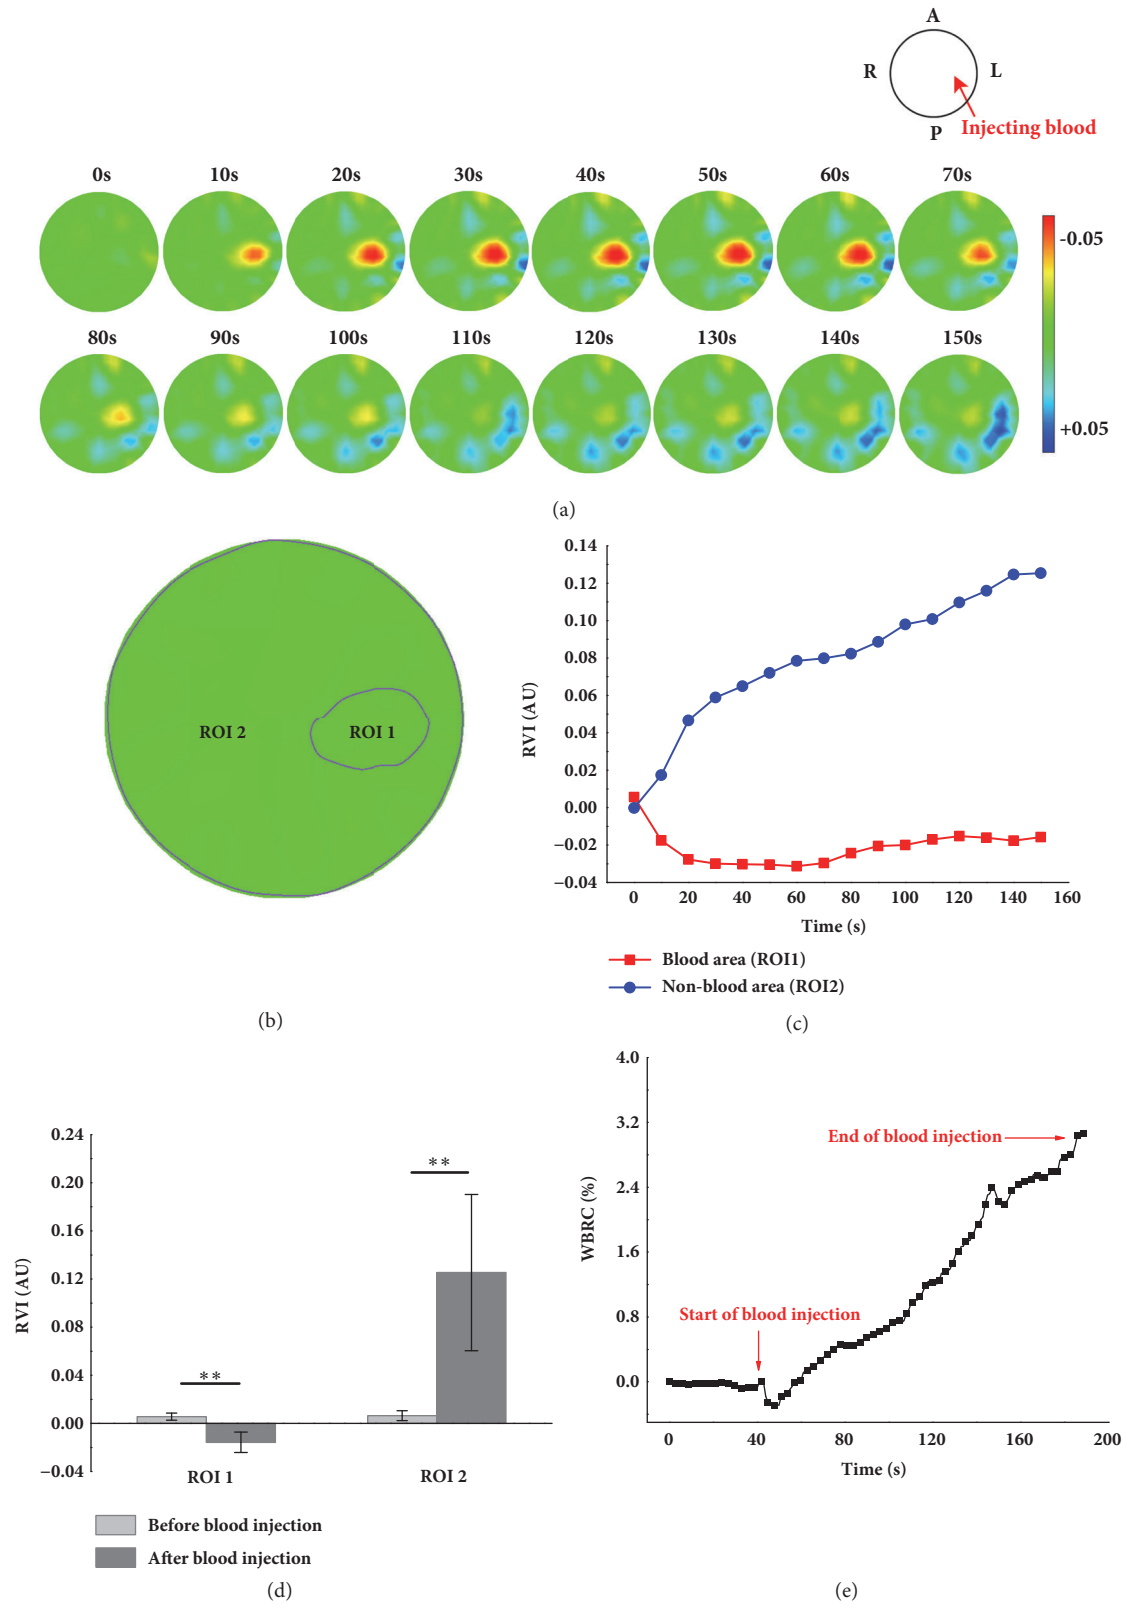 A
R L
P
Injecting blood
0s 10s 20s 30s 40s 50s 60s 70s
-0.05
80s 90s 100s 110s 120s 130s 140s 150s
+0.05
(a)
ROI 2 ROI 1
(b)
0.14
0.12
0.10
0.08
0.06
0.04
0.02
0.00
−0.02
−0.04
RVI (AU)
0 20 40 60 80 100 120 140 160
Time (s)
Blood area (ROI1)
Non-blood area (ROI2)
(c)
0.24
0.20
0.16
0.12
0.08
0.04
0.00
−0.04
RVI (AU)
**
**
ROI 1 ROI 2
Before blood injection
After blood injection
(d)
4.0
3.2
2.4
1.6
0.8
0.0
WBRC (%)
End of blood injection
Start of blood injection
0 40 80 120 160 200
Time (s)
(e)